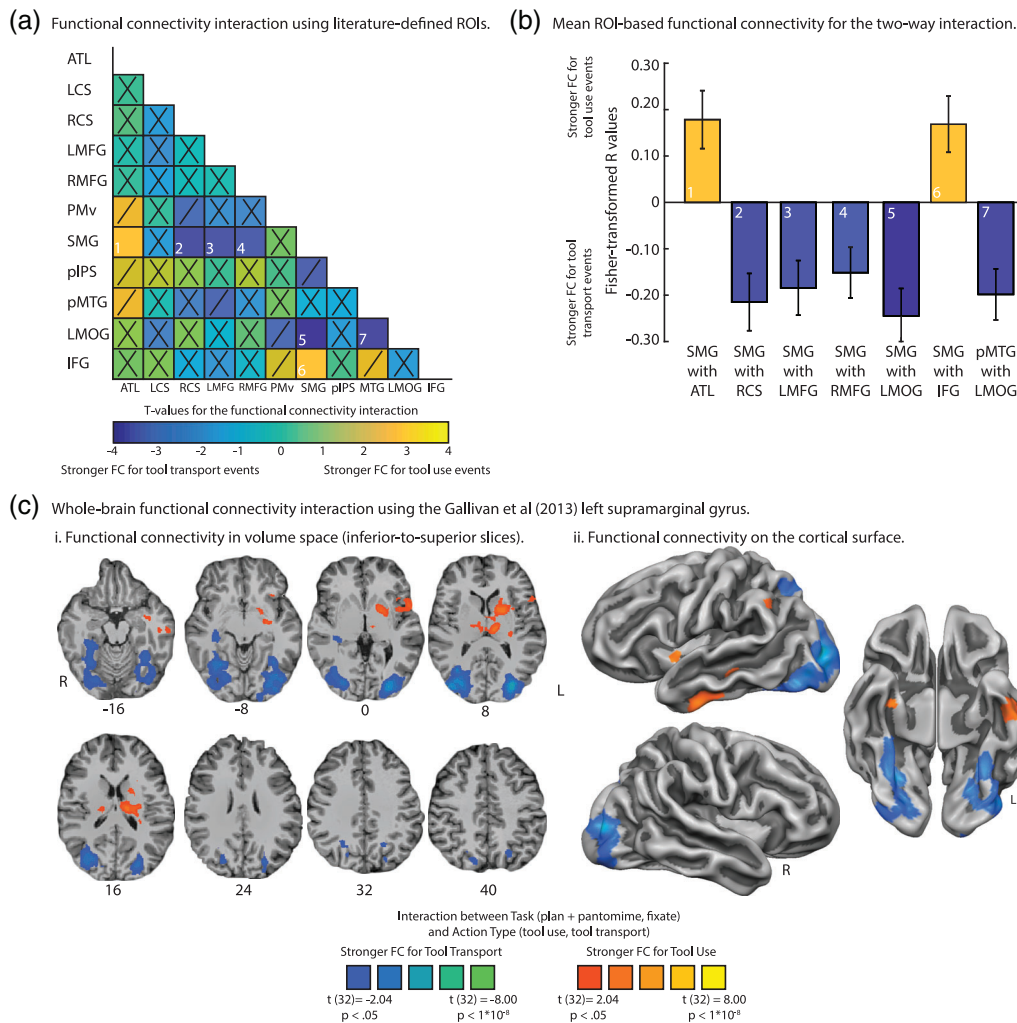 (a) Functional connectivity interaction using literature-defined ROIs.
ATL
LCS
RCS
LMFG
RMFG
PMv
SMG
pIPS
pMTG
LMOG
IFG
1
2
3
4
5
7
6
ATL LCS RCS LMFG RMFG PMv SMG pIPS MTG LMOG IFG
T-values for the functional connectivity interaction
-4 -3 -2 -1 0 1 2 3 4
Stronger FC for tool transport events
Stronger FC for tool use events
(b) Mean ROI-based functional connectivity for the two-way interaction.
Stronger FC for
tool use events
Stronger FC for tool
transport events
Fisher-transformed R values
0.30
0.20
0.10
0
-0.10
-0.20
-0.30
1
2
3
4
5
6
7
SMG with ATL
SMG with RCS
SMG with LMFG
SMG with RMFG
SMG with LMOG
SMG with IFG
pMTG with LMOG
(c) Whole-brain functional connectivity interaction using the Gallivan et al (2013) left supramarginal gyrus.
i. Functional connectivity in volume space (inferior-to-superior slices).
R
-16 -8 0 8
16 24 32 40
ii. Functional connectivity on the cortical surface.
L
R
L
Interaction between Task (plan + pantomime, fixate)
and Action Type (tool use, tool transport)
Stronger FC for Tool Transport
t (32)= -2.04 t (32)= -8.00
p < .05 p < 1*10-8
Stronger FC for Tool Use
t (32)= 2.04 t (32)= 8.00
p < .05 p < 1*10-8